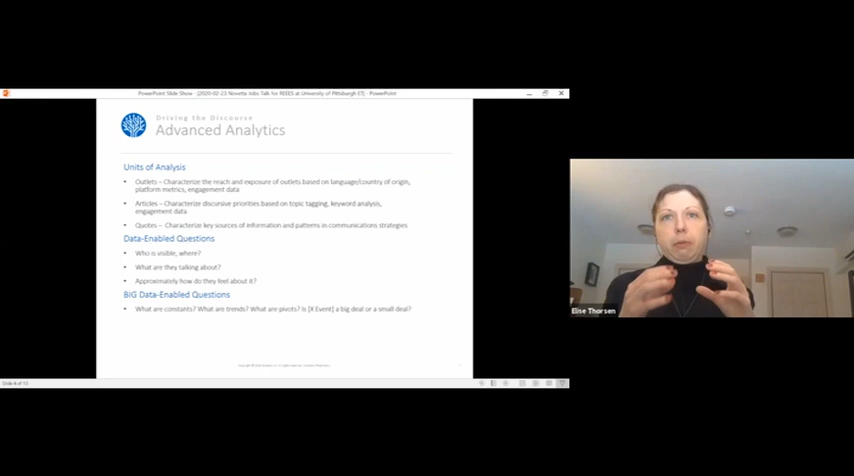 PowerPoint Slide Show - [2020-02-23 Novetta Jobs Talk for REEES at University of Pittsburgh ET] - PowerPoint
Driving the Discourse
Advanced Analytics
Units of Analysis
• Outlets – Characterize the reach and exposure of outlets based on language/country of origin,
platform metrics, engagement data
• Articles – Characterize discursive priorities based on topic tagging, keyword analysis,
engagement data
• Quotes – Characterize key sources of information and patterns in communications strategies
Data-Enabled Questions
• Who is visible, where?
• What are they talking about?
• Approximately how do they feel about it?
BIG Data-Enabled Questions
• What are constants? What are trends? What are pivots? Is [X Event] a big deal or a small deal?
Elise Thorsen